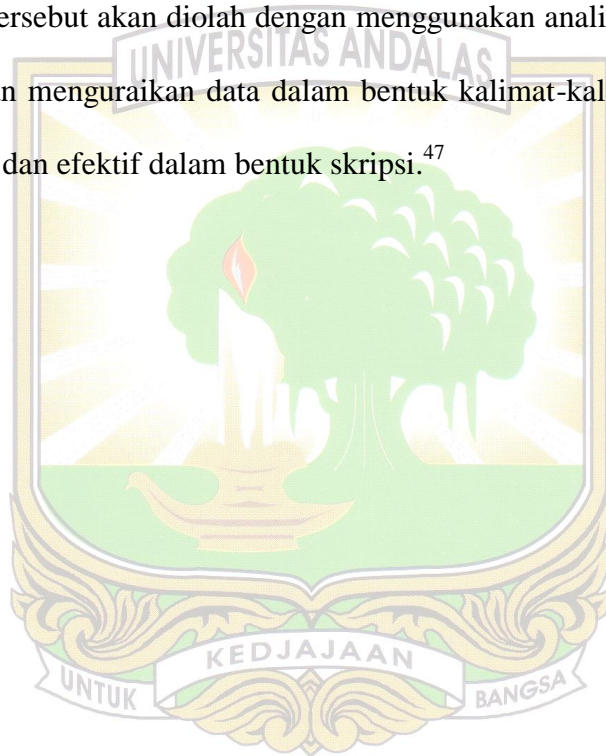 ersebut akan diolah dengan menggunakan anali
UNIVERSITAS ANDALAS
n menguraikan data dalam bentuk kalimat-kal
dan efektif dalam bentuk skripsi.47
UNTUK KEDJAJAAN BANGSA